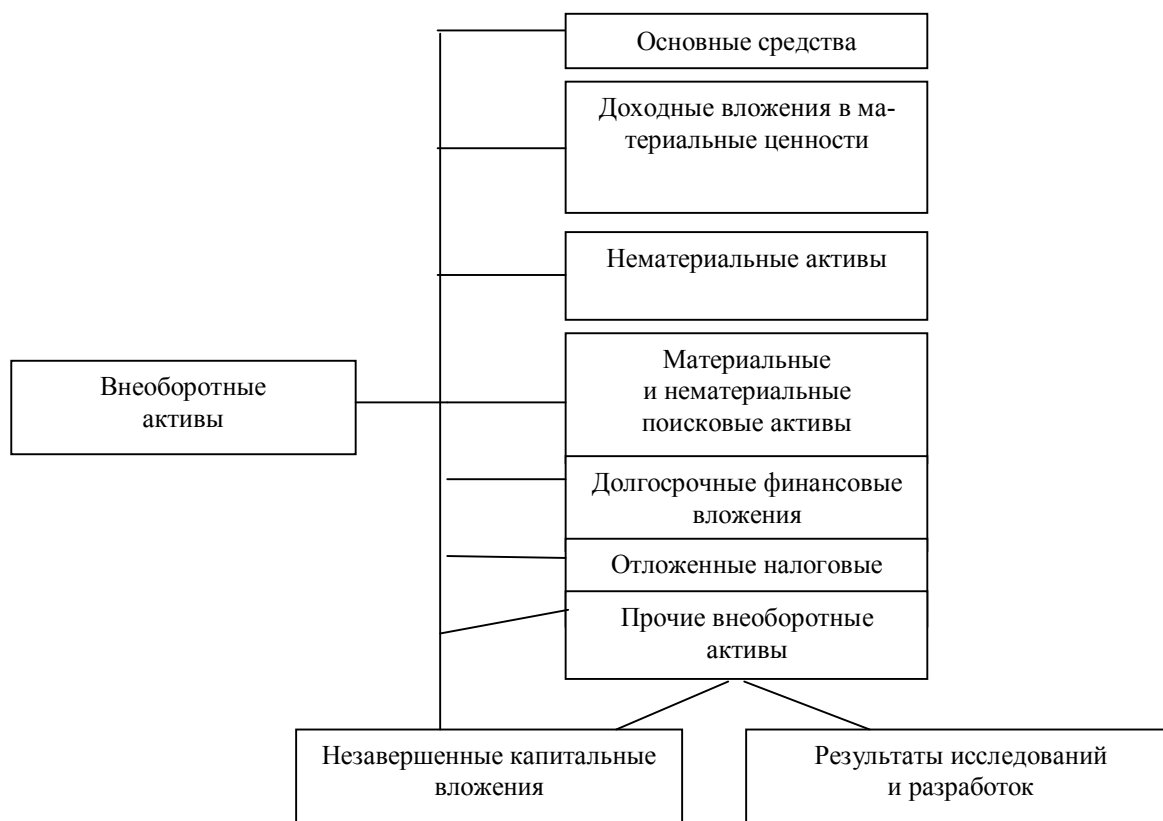 Основные средства
Доходные вложения в ма-
териальные ценности
Нематериальные активы
Материальные
и нематериальные
поисковые активы
Внеоборотные
активы
Долгосрочные финансовые
вложения
Отложенные налоговые
Прочие внеоборотные
активы
Незавершенные капитальные
вложения
Результаты исследований
и разработок